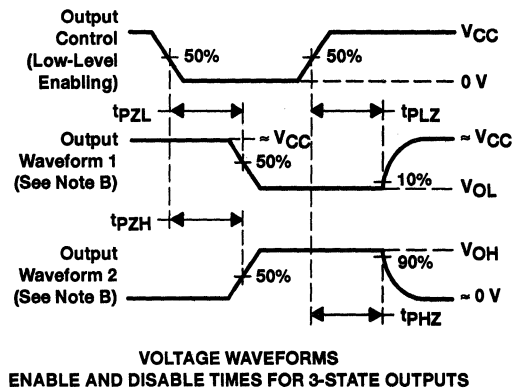 Output
Control
(Low-Level
Enabling)
50%
50%
VCC
0 V
tPZL
tPLZ
Output
Waveform 1
(See Note B)
≈ VCC
50%
≈ VCC
10%
VOL
tPZH
Output
Waveform 2
(See Note B)
50%
VOH
90%
≈ 0 V
tPHZ
VOLTAGE WAVEFORMS
ENABLE AND DISABLE TIMES FOR 3-STATE OUTPUTS